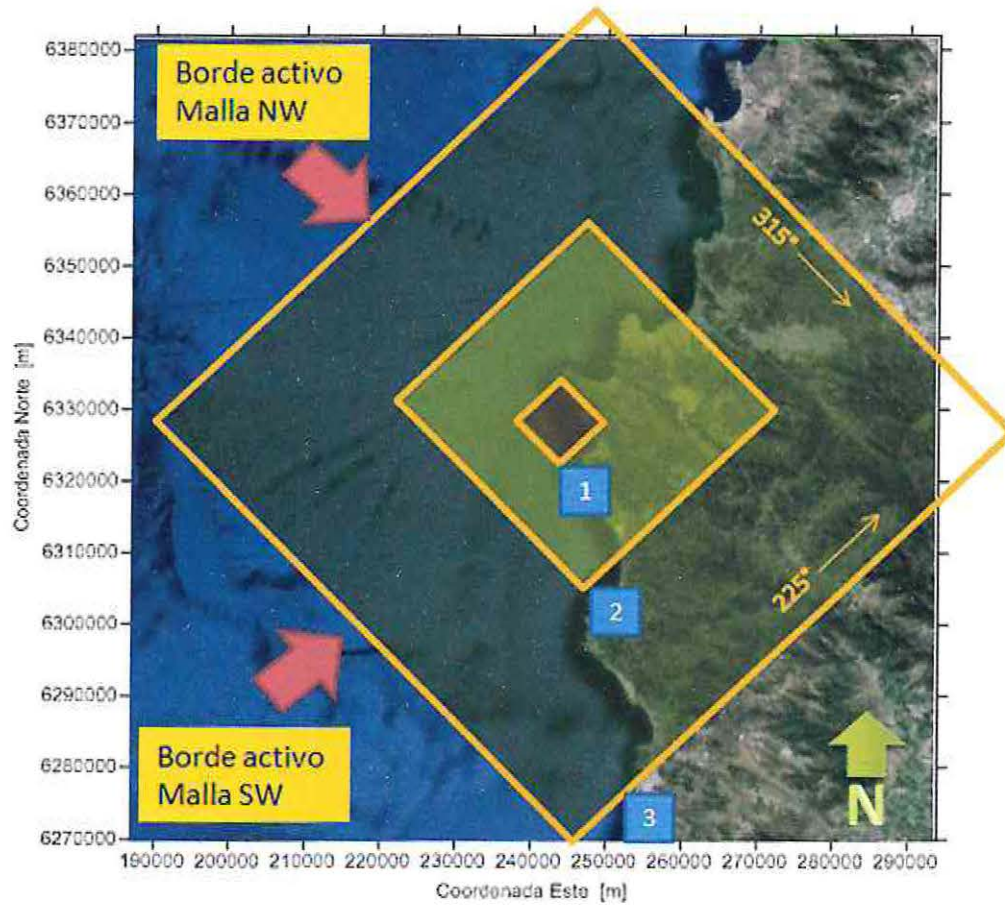 Borde activo
Malla NW
6380000
6370000
6360000
6350000
6340000
6330000
6320000
6310000
6300000
6290000
6280000
6270000
Coordenada Norte [m]
315°
225°
1
2
3
Borde activo
Malla SW
N
190000 200000 210000 220000 230000 240000 250000 260000 270000 280000 290000
Coordenada Este [m]